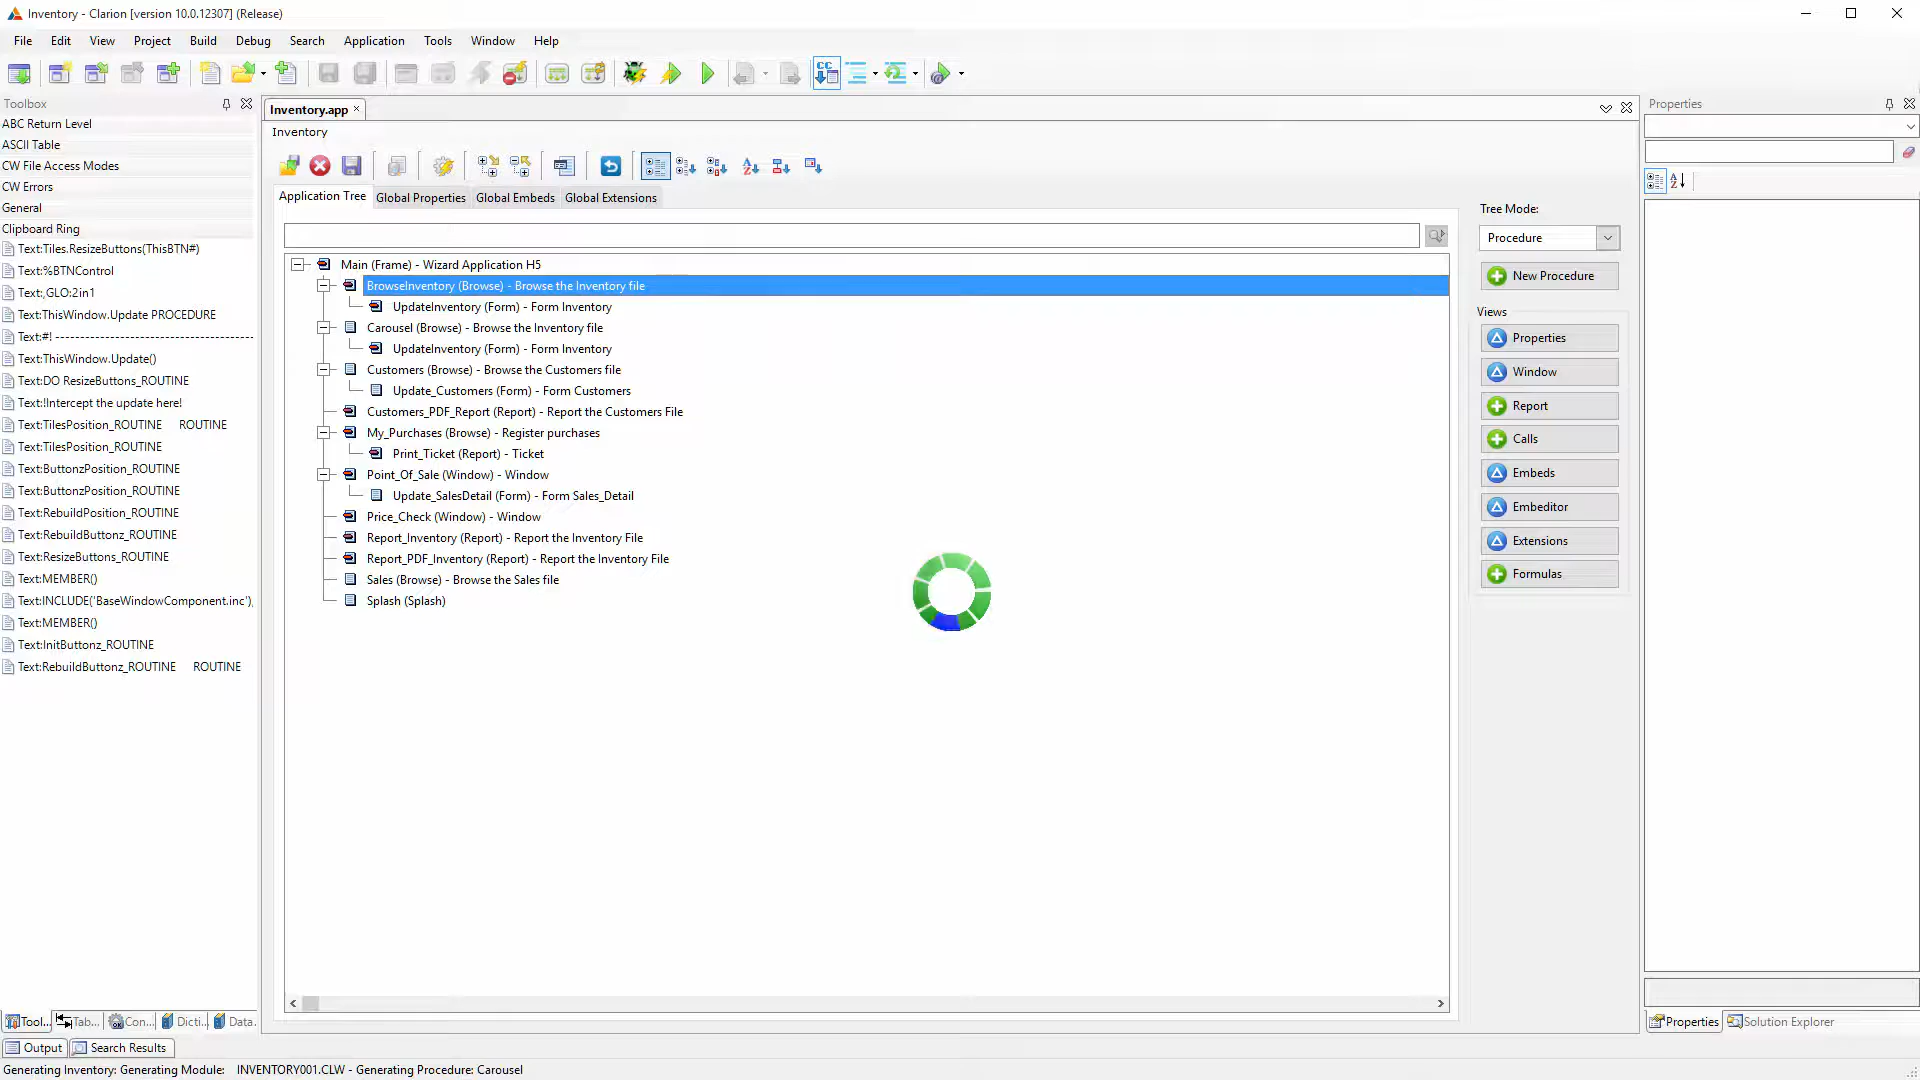 Inventory - Clarion [version 10.0.12307] (Release)
File Edit View Project Build Debug Search Application Tools Window Help
Toolbox
ABC Return Level
ASCII Table
CW File Access Modes
CW Errors
General
Clipboard Ring
Text:Tiles.ResizeButtons(ThisBTN#)
Text:%BTNControl
Text:,GLO:2in1
Text:ThisWindow.Update PROCEDURE
Text:#! ----------------------------------------
Text:ThisWindow.Update()
Text:DO ResizeButtons_ROUTINE
Text:!Intercept the update here!
Text:TilesPosition_ROUTINE ROUTINE
Text:TilesPosition_ROUTINE
Text:ButtonzPosition_ROUTINE
Text:ButtonzPosition_ROUTINE
Text:RebuildPosition_ROUTINE
Text:RebuildButtonz_ROUTINE
Text:ResizeButtons_ROUTINE
Text:MEMBER()
Text:INCLUDE('BaseWindowComponent.inc'),
Text:MEMBER()
Text:InitButtonz_ROUTINE
Text:RebuildButtonz_ROUTINE ROUTINE
Tool... Tab... Con... Dicti... Data.
Inventory.app
Inventory
Application Tree Global Properties Global Embeds Global Extensions
Main (Frame) - Wizard Application H5
BrowseInventory (Browse) - Browse the Inventory file
UpdateInventory (Form) - Form Inventory
Carousel (Browse) - Browse the Inventory file
UpdateInventory (Form) - Form Inventory
Customers (Browse) - Browse the Customers file
Update_Customers (Form) - Form Customers
Customers_PDF_Report (Report) - Report the Customers File
My_Purchases (Browse) - Register purchases
Print_Ticket (Report) - Ticket
Point_Of_Sale (Window) - Window
Update_SalesDetail (Form) - Form Sales_Detail
Price_Check (Window) - Window
Report_Inventory (Report) - Report the Inventory File
Report_PDF_Inventory (Report) - Report the Inventory File
Sales (Browse) - Browse the Sales file
Splash (Splash)
Tree Mode:
Procedure
New Procedure
Views
Properties
Window
Report
Calls
Embeds
Embeditor
Extensions
Formulas
Properties
Properties Solution Explorer
Output Search Results
Generating Inventory: Generating Module: INVENTORY001.CLW - Generating Procedure: Carousel